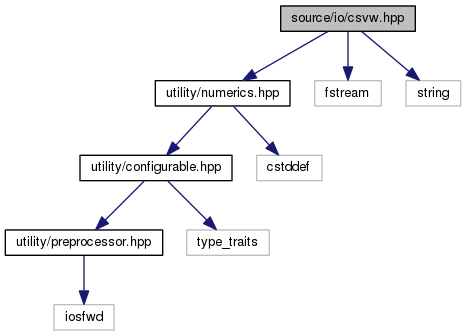 source/io/csvw.hpp
utility/numerics.hpp
fstream
string
utility/configurable.hpp
cstddef
utility/preprocessor.hpp
type_traits
iosfwd